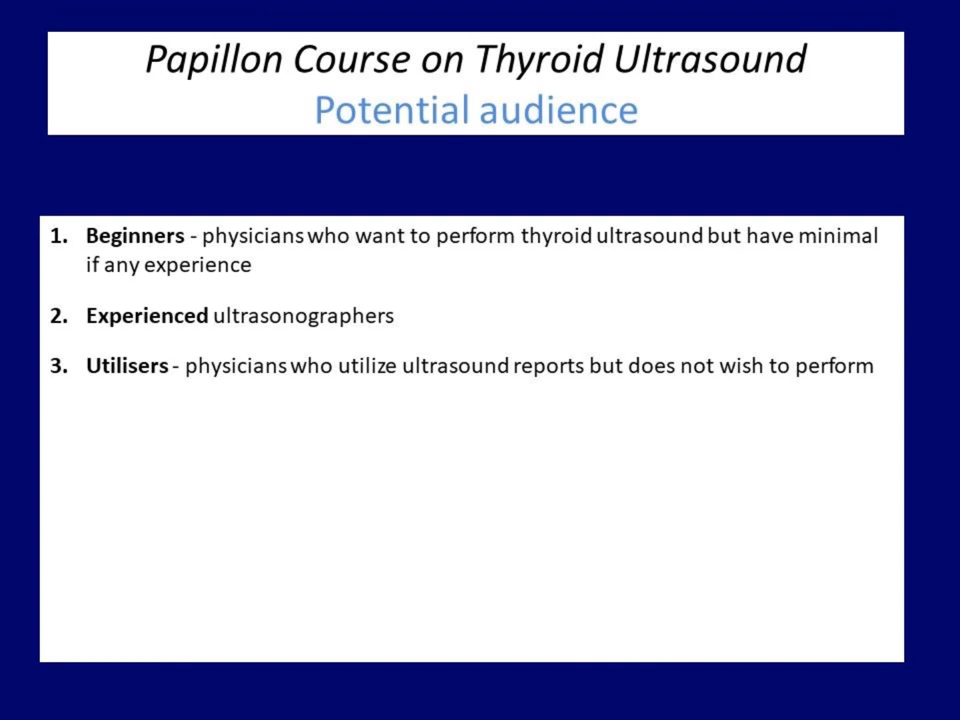 Papillon Course on Thyroid Ultrasound
Potential audience
1. Beginners - physicians who want to perform thyroid ultrasound but have minimal
if any experience
2. Experienced ultrasonographers
3. Utilisers - physicians who utilize ultrasound reports but does not wish to perform